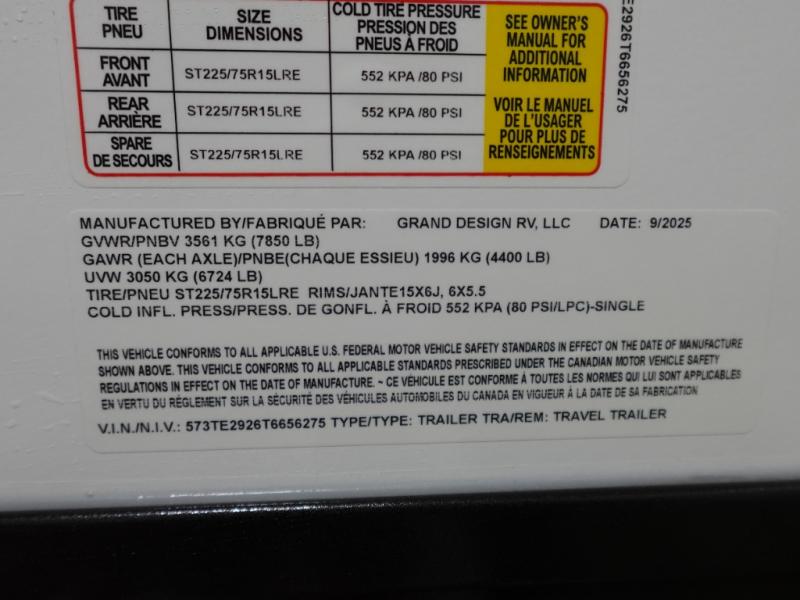 TIRE SIZE COLD TIRE PRESSURE
PNEU DIMENSIONS PRESSION DES
PNEUS À FROID
FRONT
AVANT ST225/75R15LRE 552 KPA /80 PSI
REAR
ARRIÈRE ST225/75R15LRE 552 KPA /80 PSI
SPARE
DE SECOURS ST225/75R15LRE 552 KPA /80 PSI
SEE OWNER'S
MANUAL FOR
ADDITIONAL
INFORMATION
VOIR LE MANUEL
DE L'USAGER
POUR PLUS DE
RENSEIGNEMENTS
E2926T6656275
MANUFACTURED BY/FABRIQUÉ PAR: GRAND DESIGN RV, LLC DATE: 9/2025
GVWR/PNBV 3561 KG (7850 LB)
GAWR (EACH AXLE)/PNBE(CHAQUE ESSIEU) 1996 KG (4400 LB)
UVW 3050 KG (6724 LB)
TIRE/PNEU ST225/75R15LRE RIMS/JANTE15X6J, 6X5.5
COLD INFL. PRESS/PRESS. DE GONFL. À FROID 552 KPA (80 PSI/LPC)-SINGLE
THIS VEHICLE CONFORMS TO ALL APPLICABLE U.S. FEDERAL MOTOR VEHICLE SAFETY STANDARDS IN EFFECT ON THE DATE OF MANUFACTURE
SHOWN ABOVE. THIS VEHICLE CONFORMS TO ALL APPLICABLE STANDARDS PRESCRIBED UNDER THE CANADIAN MOTOR VEHICLE SAFETY
REGULATIONS IN EFFECT ON THE DATE OF MANUFACTURE. ~ CE VÉHICULE EST CONFORME À TOUTES LES NORMES QUI LUI SONT APPLICABLES
EN VERTU DU RÈGLEMENT SUR LA SÉCURITÉ DES VÉHICULES AUTOMOBILES DU CANADA EN VIGUEUR À LA DATE DE SA FABRICATION
V.I.N./N.I.V.: 573TE2926T6656275 TYPE/TYPE: TRAILER TRA/REM: TRAVEL TRAILER